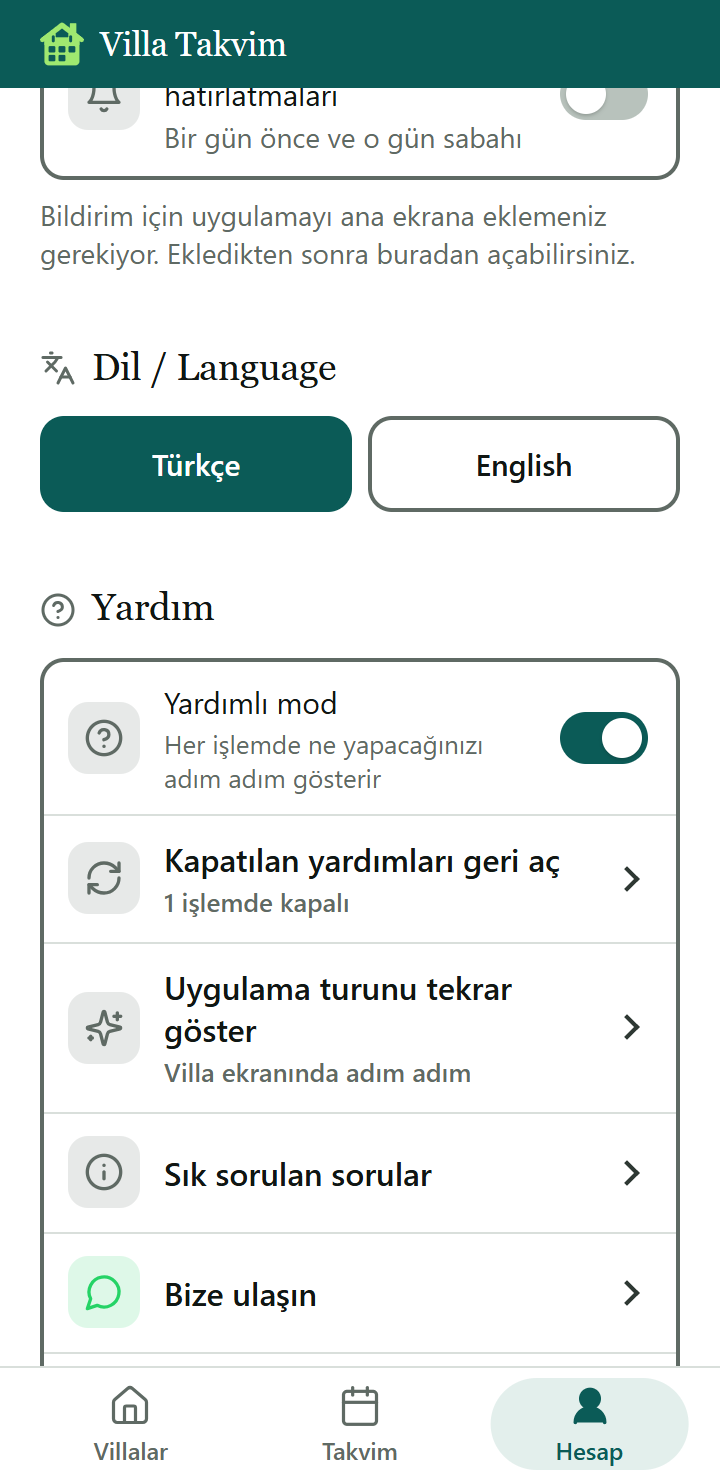 Villa Takvim
hatırlatmaları
Bir gün önce ve o gün sabahı
Bildirim için uygulamayı ana ekrana eklemeniz
gerekiyor. Ekledikten sonra buradan açabilirsiniz.
Dil / Language
Türkçe
English
Yardım
Yardımlı mod
Her işlemde ne yapacağınızı
adım adım gösterir
Kapatılan yardımları geri aç
1 işlemde kapalı
Uygulama turunu tekrar
göster
Villa ekranında adım adım
Sık sorulan sorular
Bize ulaşın
Villalar
Takvim
Hesap